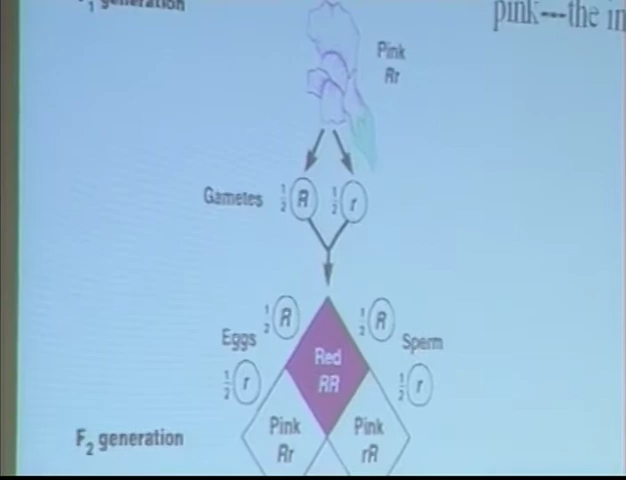 F1 generation
pink---the in
Pink
Rr
Gametes 1/2 R 1/2 r
1/2 R 1/2 R
Eggs Sperm
Red
RR
1/2 r 1/2 r
Pink Pink
F2 generation
Rr rR